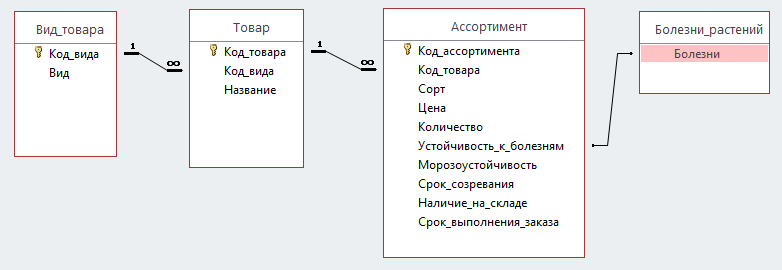 Вид_товара
Код_вида
Вид
1
∞
Товар
Код_товара
Код_вида
Название
1
∞
Ассортимент
Код_ассортимента
Код_товара
Сорт
Цена
Количество
Устойчивость_к_болезням
Морозоустойчивость
Срок_созревания
Наличие_на_складе
Срок_выполнения_заказа
Болезни_растений
Болезни